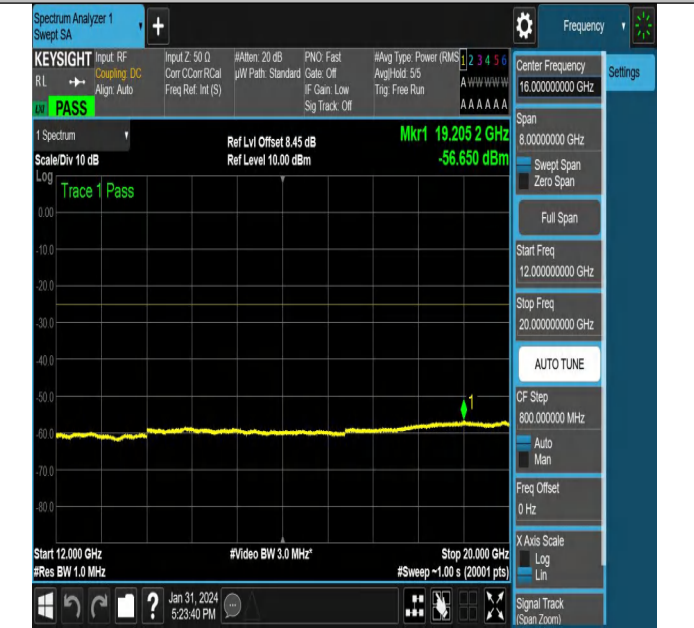 Spectrum Analyzer 1
Swept SA
+
Frequency
KEYSIGHT
Input: RF
Coupling: DC
Align: Auto
RL
LXI
PASS
Input Z: 50 Ω
Corr CCorr RCal
Freq Ref: Int (S)
#Atten: 20 dB
µW Path: Standard
PNO: Fast
Gate: Off
IF Gain: Low
Sig Track: Off
#Avg Type: Power (RMS
Avg|Hold: 5/5
Trig: Free Run
1 2 3 4 5 6
A W W W W W
A A A A A A
Settings
1 Spectrum
Scale/Div 10 dB
Ref Lvl Offset 8.45 dB
Ref Level 10.00 dBm
Mkr1 19.205 2 GHz
-56.650 dBm
Log
Trace 1 Pass
0.00
-10.0
-20.0
-30.0
-40.0
-50.0
-60.0
-70.0
-80.0
1
Start 12.000 GHz
#Res BW 1.0 MHz
#Video BW 3.0 MHz*
Stop 20.000 GHz
#Sweep ~1.00 s (20001 pts)
Center Frequency
16.000000000 GHz
Span
8.00000000 GHz
Swept Span
Zero Span
Full Span
Start Freq
12.000000000 GHz
Stop Freq
20.000000000 GHz
AUTO TUNE
CF Step
800.000000 MHz
Auto
Man
Freq Offset
0 Hz
X Axis Scale
Log
Lin
Signal Track
(Span Zoom)
?
Jan 31, 2024
5:23:40 PM